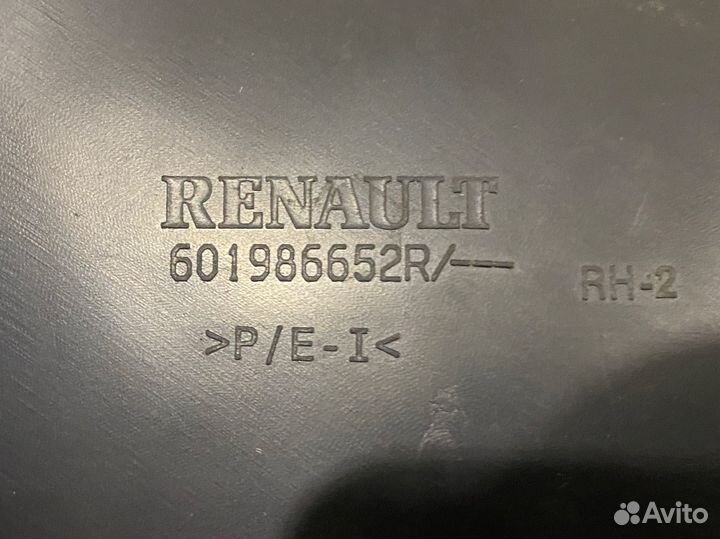 RENAULT
601986652R/--- RH-2
>P/E-I<
Avito